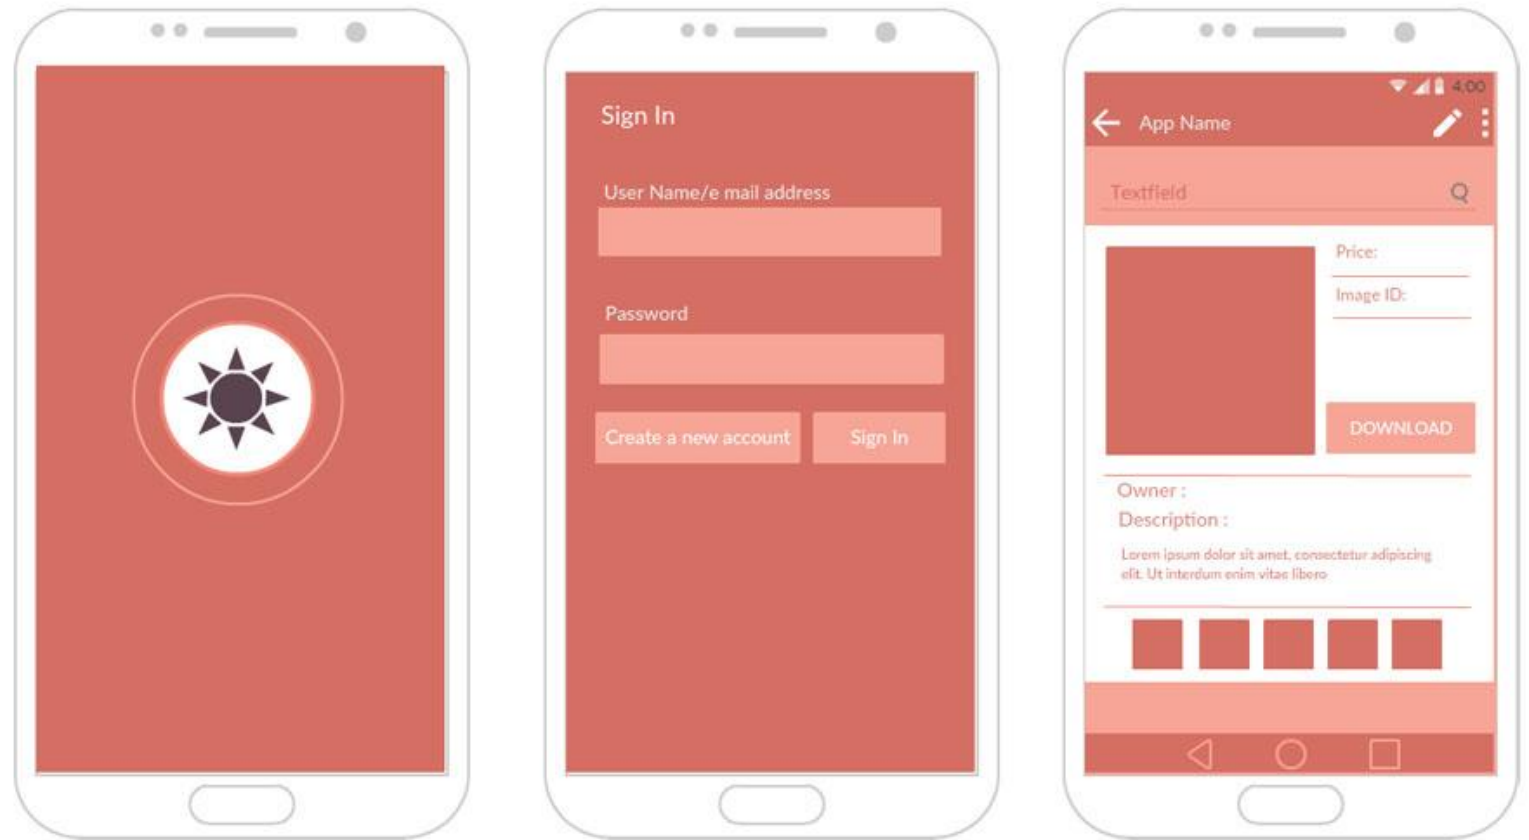 Sign In
User Name/e mail address
Password
Create a new account
Sign In
4:00
App Name
Textfield
Price:
Image ID:
DOWNLOAD
Owner :
Description :
Lorem ipsum dolor sit amet, consectetur adipiscing
elit. Ut interdum enim vitae libero